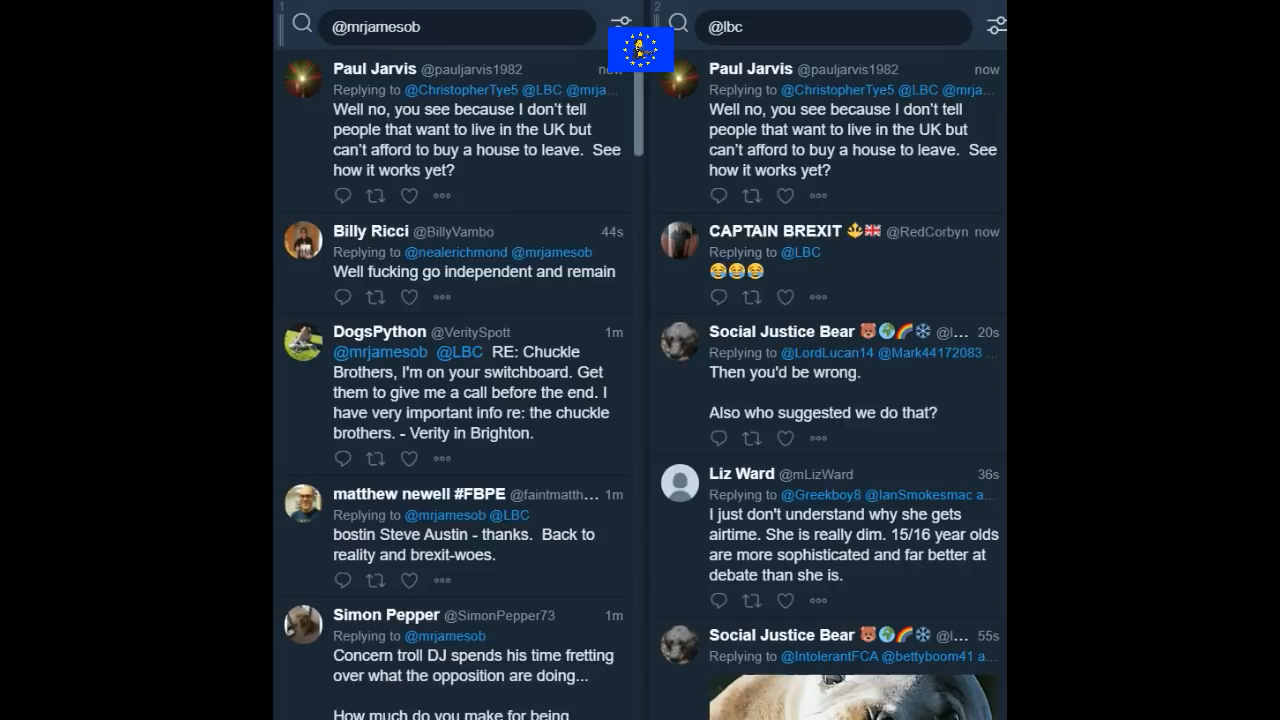 1
@mrjamesob
Paul Jarvis @pauljarvis1982 now
Replying to @ChristopherTye5 @LBC @mrja...
Well no, you see because I don't tell
people that want to live in the UK but
can't afford to buy a house to leave.  See
how it works yet?
Billy Ricci @BillyVambo 44s
Replying to @nealerichmond @mrjamesob
Well fucking go independent and remain
DogsPython @VeritySpott 1m
@mrjamesob  @LBC  RE: Chuckle
Brothers, I'm on your switchboard. Get
them to give me a call before the end. I
have very important info re: the chuckle
brothers. - Verity in Brighton.
matthew newell #FBPE @faintmatth... 1m
Replying to @mrjamesob @LBC
bostin Steve Austin - thanks.  Back to
reality and brexit-woes.
Simon Pepper @SimonPepper73 1m
Replying to @mrjamesob
Concern troll DJ spends his time fretting
over what the opposition are doing...
How much do you make for being
2
@lbc
Paul Jarvis @pauljarvis1982 now
Replying to @ChristopherTye5 @LBC @mrja...
Well no, you see because I don't tell
people that want to live in the UK but
can't afford to buy a house to leave.  See
how it works yet?
CAPTAIN BREXIT 🔱🇬🇧 @RedCorbyn now
Replying to @LBC
😂😂😂
Social Justice Bear 🐻🌍🌈❄️ @l... 20s
Replying to @LordLucan14 @Mark44172083 ...
Then you'd be wrong.
Also who suggested we do that?
Liz Ward @mLizWard 36s
Replying to @Greekboy8 @IanSmokesmac a...
I just don't understand why she gets
airtime. She is really dim. 15/16 year olds
are more sophisticated and far better at
debate than she is.
Social Justice Bear 🐻🌍🌈❄️ @l... 55s
Replying to @IntolerantFCA @bettyboom41 a...